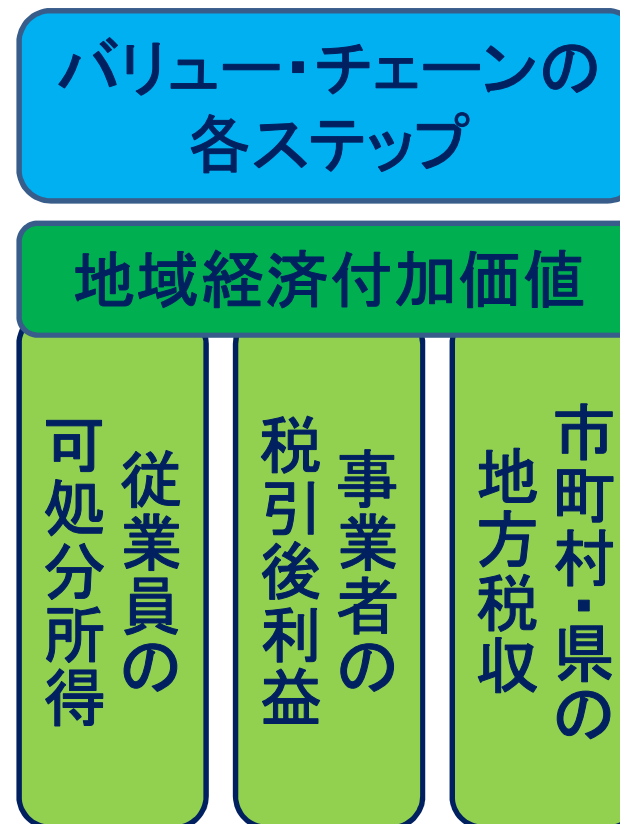 バリュー・チェーンの
各ステップ
地域経済付加価値
従業員の
可処分所得
事業者の
税引後利益
市町村・県の
地方税収